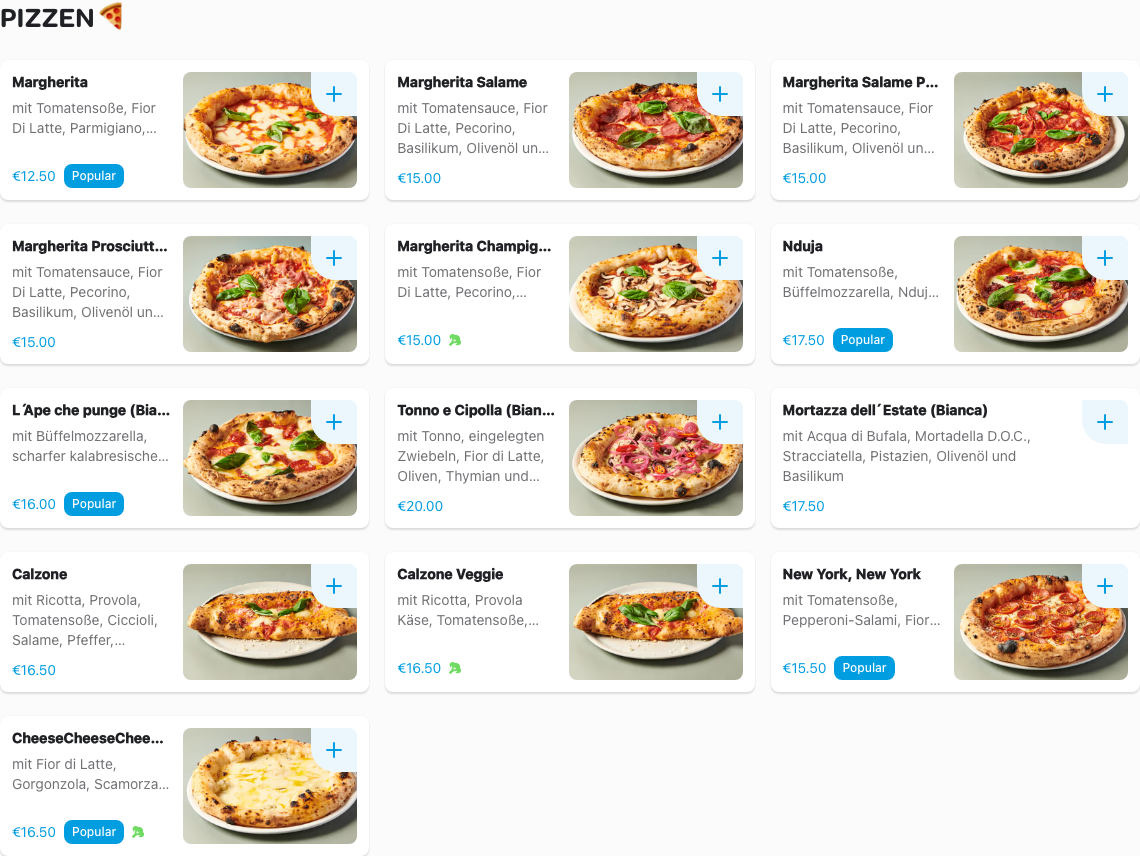 PIZZEN
Margherita
mit Tomatensoße, Fior
Di Latte, Parmigiano,...
€12.50 Popular
Margherita Salame
mit Tomatensauce, Fior
Di Latte, Pecorino,
Basilikum, Olivenöl un...
€15.00
Margherita Salame P...
mit Tomatensauce, Fior
Di Latte, Pecorino,
Basilikum, Olivenöl un...
€15.00
Margherita Prosciutt...
mit Tomatensauce, Fior
Di Latte, Pecorino,
Basilikum, Olivenöl un...
€15.00
Margherita Champig...
mit Tomatensoße, Fior
Di Latte, Pecorino,...
€15.00
Nduja
mit Tomatensoße,
Büffelmozzarella, Nduj...
€17.50 Popular
L´Ape che punge (Bia...
mit Büffelmozzarella,
scharfer kalabresische...
€16.00 Popular
Tonno e Cipolla (Bian...
mit Tonno, eingelegten
Zwiebeln, Fior di Latte,
Oliven, Thymian und...
€20.00
Mortazza dell´Estate (Bianca)
mit Acqua di Bufala, Mortadella D.O.C.,
Stracciatella, Pistazien, Olivenöl und
Basilikum
€17.50
Calzone
mit Ricotta, Provola,
Tomatensoße, Ciccioli,
Salame, Pfeffer,...
€16.50
Calzone Veggie
mit Ricotta, Provola
Käse, Tomatensoße,...
€16.50
New York, New York
mit Tomatensoße,
Pepperoni-Salami, Fior...
€15.50 Popular
CheeseCheeseChee...
mit Fior di Latte,
Gorgonzola, Scamorza...
€16.50 Popular